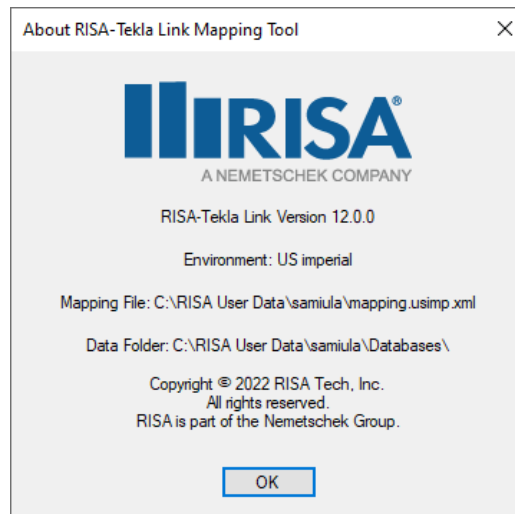 About RISA-Tekla Link Mapping Tool
RISA®
A NEMETSCHEK COMPANY
RISA-Tekla Link Version 12.0.0
Environment: US imperial
Mapping File: C:\RISA User Data\samiula\mapping.usimp.xml
Data Folder: C:\RISA User Data\samiula\Databases\
Copyright © 2022 RISA Tech, Inc.
All rights reserved.
RISA is part of the Nemetschek Group.
OK